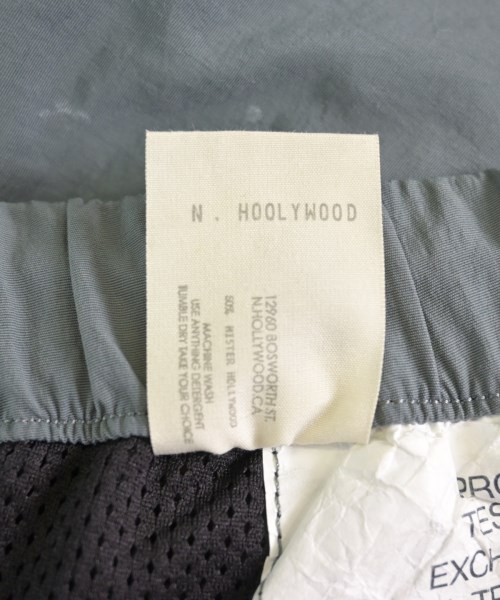 N. HOOLYWOOD
12960 BOSWORTH ST.
N.HOLLYWOOD.CA
50% MISTER HOLLYWOOD
MACHINE WASH
USE ANYTHING DETERGENT
TUMBLE DRY TAKE YOUR CHOICE
PRO
TES
EXCH